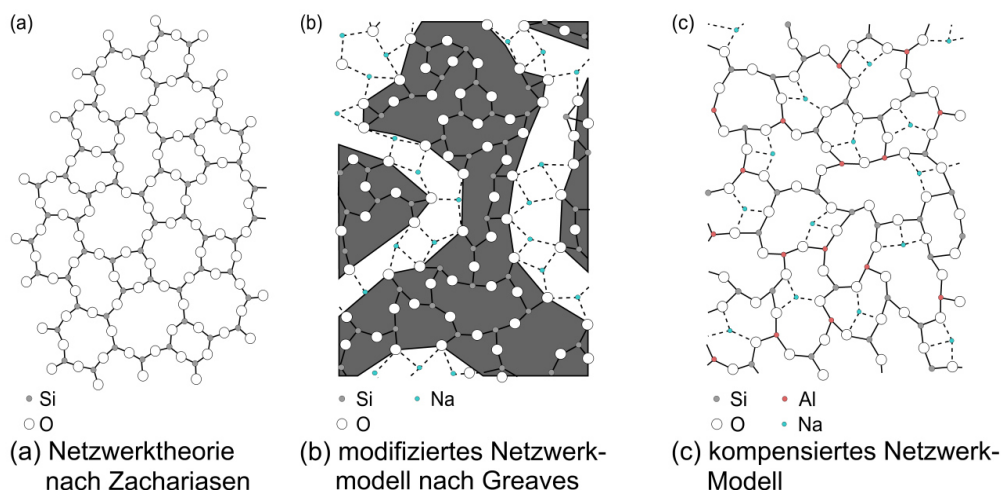 (a)
(b)
(c)
Si
O
Si Na
O
Si Al
O Na
(a) Netzwerktheorie
nach Zachariasen
(b) modifiziertes Netzwerk-
modell nach Greaves
(c) kompensiertes Netzwerk-
Modell